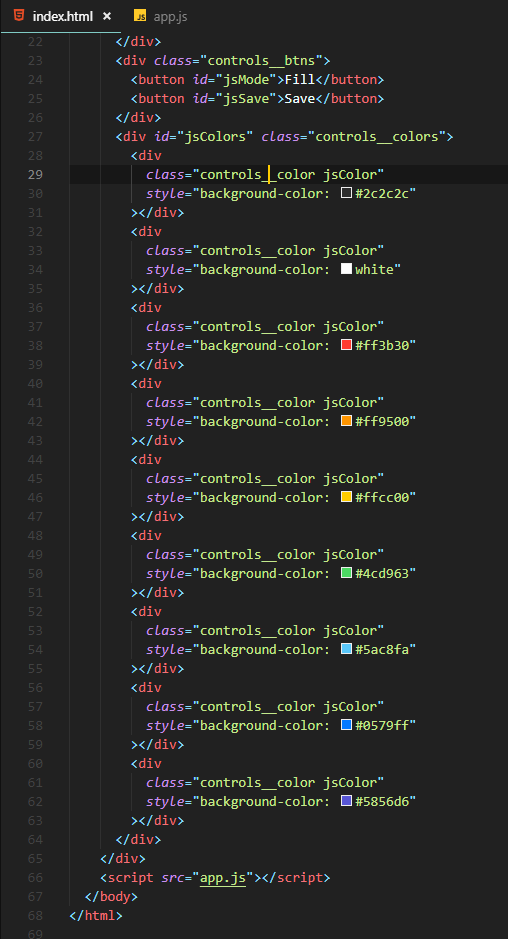 index.html × JS app.js
22 </div>
23 <div class="controls__btns">
24 <button id="jsMode">Fill</button>
25 <button id="jsSave">Save</button>
26 </div>
27 <div id="jsColors" class="controls__colors">
28 <div
29 class="controls__color jsColor"
30 style="background-color: #2c2c2c"
31 ></div>
32 <div
33 class="controls__color jsColor"
34 style="background-color: white"
35 ></div>
36 <div
37 class="controls__color jsColor"
38 style="background-color: #ff3b30"
39 ></div>
40 <div
41 class="controls__color jsColor"
42 style="background-color: #ff9500"
43 ></div>
44 <div
45 class="controls__color jsColor"
46 style="background-color: #ffcc00"
47 ></div>
48 <div
49 class="controls__color jsColor"
50 style="background-color: #4cd963"
51 ></div>
52 <div
53 class="controls__color jsColor"
54 style="background-color: #5ac8fa"
55 ></div>
56 <div
57 class="controls__color jsColor"
58 style="background-color: #0579ff"
59 ></div>
60 <div
61 class="controls__color jsColor"
62 style="background-color: #5856d6"
63 ></div>
64 </div>
65 </div>
66 <script src="app.js"></script>
67 </body>
68 </html>
69